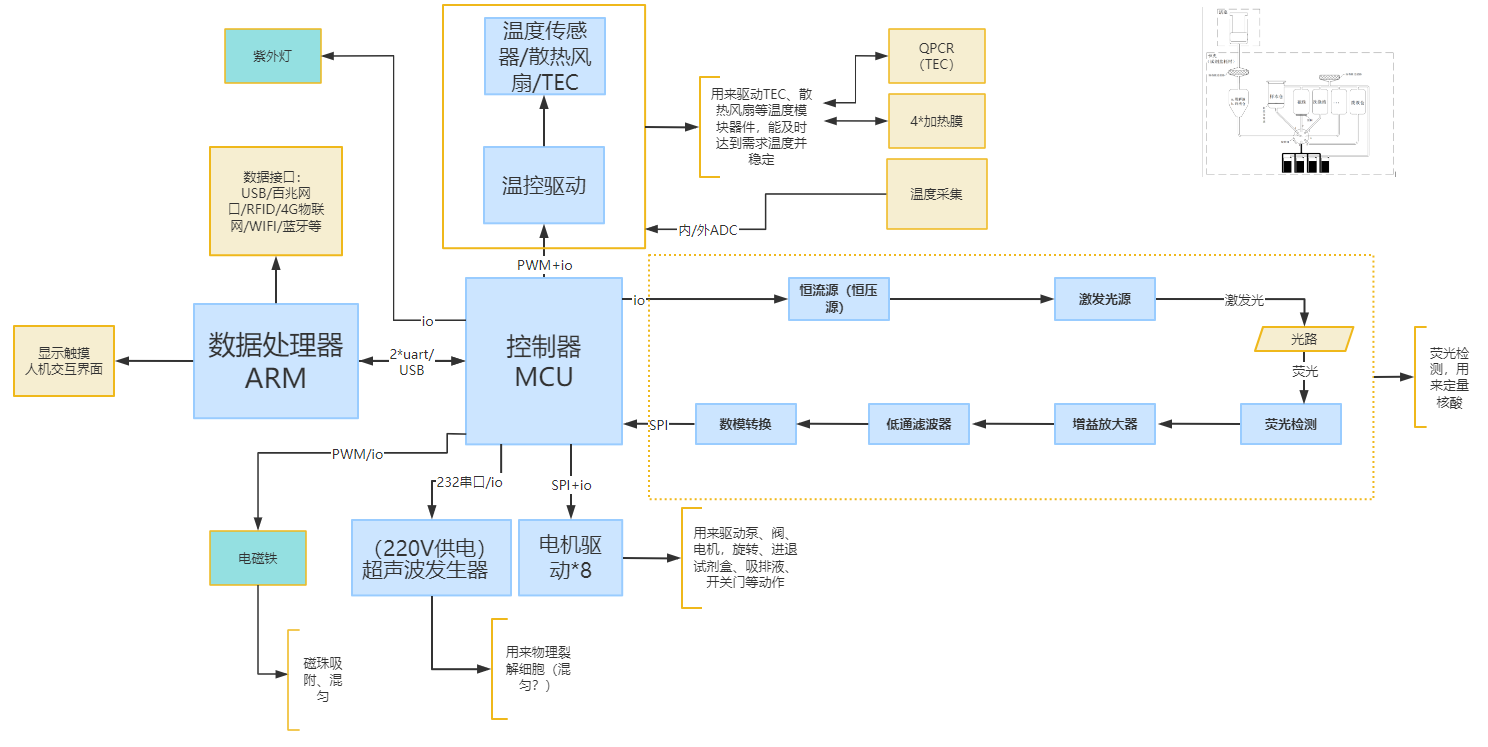 紫外灯
温度传感
器/散热风
扇/TEC
温控驱动
用来驱动TEC、散
热风扇等温度模
块器件，能及时
达到需求温度并
稳定
QPCR
（TEC）
4*加热膜
温度采集
内/外ADC
PWM+io
数据接口：
USB/百兆网
口/RFID/4G物联
网/WIFI/蓝牙等
显示触摸
人机交互界面
数据处理器
ARM
2*uart/
USB
io
控制器
MCU
io
恒流源（恒压
源）
激发光源
激发光
光路
荧光
荧光检测
增益放大器
低通滤波器
数模转换
SPI
荧光检
测，用
来定量
核酸
PWM/io
电磁铁
磁珠吸
附、混
匀
232串口/io
（220V供电）
超声波发生器
用来物理裂
解细胞（混
匀？）
SPI+io
电机驱
动*8
用来驱动泵、阀、
电机，旋转、进退
试剂盒、吸排液、
开关门等动作